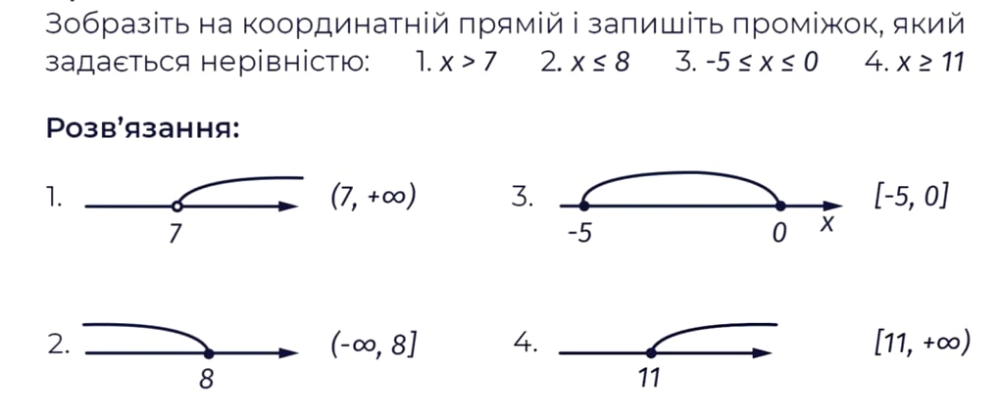 Зобразіть на координатній прямій і запишіть проміжок, який
задається нерівністю: 1. x > 7 2. x ≤ 8 3. -5 ≤ x ≤ 0 4. x ≥ 11
Розв’язання:
1. (7, +∞)
7
3. [-5, 0]
-5 0 x
2. (-∞, 8]
8
4. [11, +∞)
11